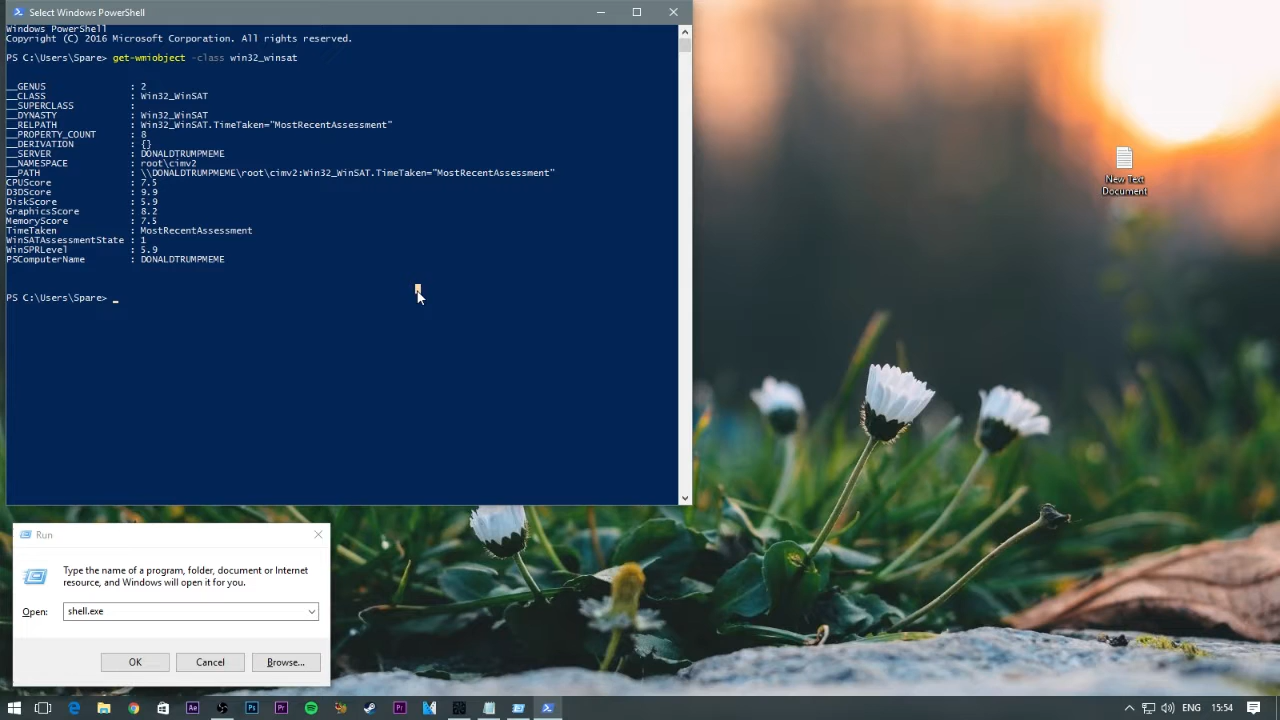 Select Windows PowerShell
Windows PowerShell
Copyright (C) 2016 Microsoft Corporation. All rights reserved.
PS C:\Users\Spare> get-wmiobject -class win32_winsat
__GENUS : 2
__CLASS : Win32_WinSAT
__SUPERCLASS :
__DYNASTY : Win32_WinSAT
__RELPATH : Win32_WinSAT.TimeTaken="MostRecentAssessment"
__PROPERTY_COUNT : 8
__DERIVATION : {}
__SERVER : DONALDTRUMPMEME
__NAMESPACE : root\cimv2
__PATH : \\DONALDTRUMPMEME\root\cimv2:Win32_WinSAT.TimeTaken="MostRecentAssessment"
CPUScore : 7.5
D3DScore : 9.9
DiskScore : 5.9
GraphicsScore : 8.2
MemoryScore : 7.5
TimeTaken : MostRecentAssessment
WinSATAssessmentState : 1
WinSPRLevel : 5.9
PSComputerName : DONALDTRUMPMEME
PS C:\Users\Spare> _
New Text
Document
Run
Type the name of a program, folder, document or Internet
resource, and Windows will open it for you.
Open: shell.exe
OK Cancel Browse...
Ae Ps Pr Pr ENG 15:54